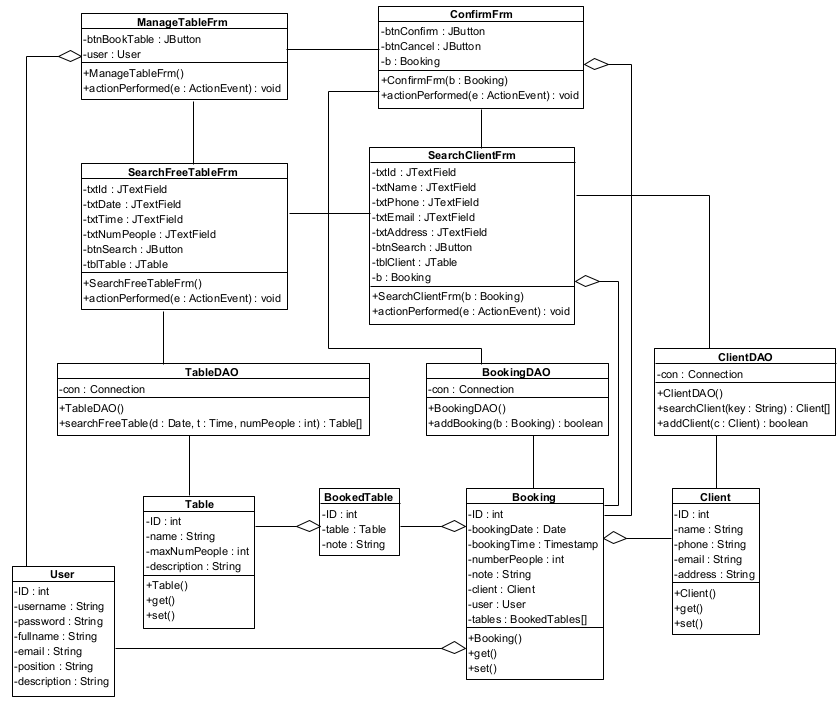 ManageTableFrm
-btnBookTable : JButton
-user : User
+ManageTableFrm()
+actionPerformed(e : ActionEvent) : void
ConfirmFrm
-btnConfirm : JButton
-btnCancel : JButton
-b : Booking
+ConfirmFrm(b : Booking)
+actionPerformed(e : ActionEvent) : void
SearchFreeTableFrm
-txtId : JTextField
-txtDate : JTextField
-txtTime : JTextField
-txtNumPeople : JTextField
-btnSearch : JButton
-tblTable : JTable
+SearchFreeTableFrm()
+actionPerformed(e : ActionEvent) : void
SearchClientFrm
-txtId : JTextField
-txtName : JTextField
-txtPhone : JTextField
-txtEmail : JTextField
-txtAddress : JTextField
-btnSearch : JButton
-tblClient : JTable
-b : Booking
+SearchClientFrm(b : Booking)
+actionPerformed(e : ActionEvent) : void
TableDAO
-con : Connection
+TableDAO()
+searchFreeTable(d : Date, t : Time, numPeople : int) : Table[]
BookingDAO
-con : Connection
+BookingDAO()
+addBooking(b : Booking) : boolean
ClientDAO
-con : Connection
+ClientDAO()
+searchClient(key : String) : Client[]
+addClient(c : Client) : boolean
Table
-ID : int
-name : String
-maxNumPeople : int
-description : String
+Table()
+get()
+set()
BookedTable
-ID : int
-table : Table
-note : String
Booking
-ID : int
-bookingDate : Date
-bookingTime : Timestamp
-numberPeople : int
-note : String
-client : Client
-user : User
-tables : BookedTables[]
+Booking()
+get()
+set()
Client
-ID : int
-name : String
-phone : String
-email : String
-address : String
+Client()
+get()
+set()
User
-ID : int
-username : String
-password : String
-fullname : String
-email : String
-position : String
-description : String